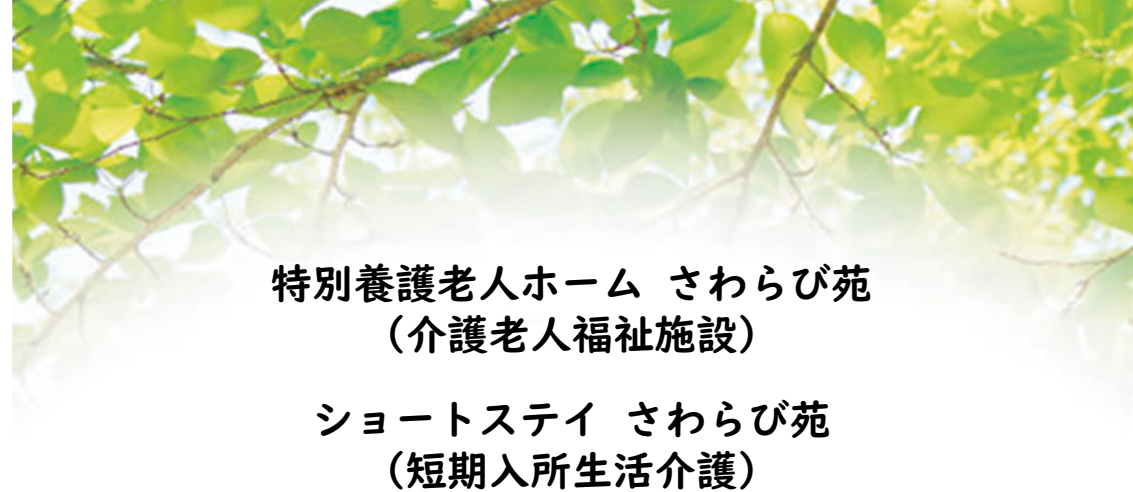 特別養護老人ホーム さわらび苑
（介護老人福祉施設）
ショートステイ さわらび苑
（短期入所生活介護）